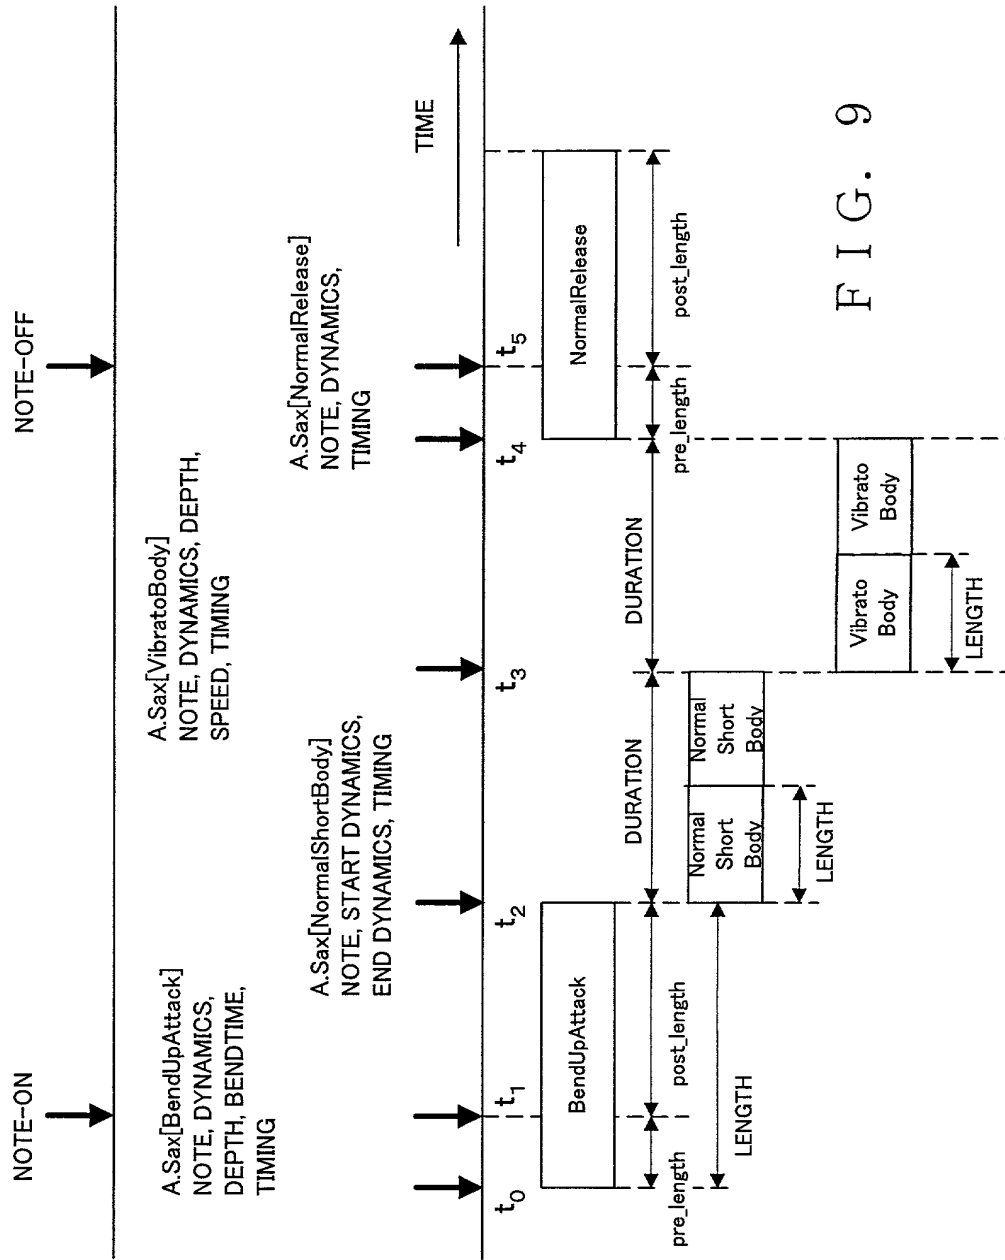 NOTE-ON
NOTE-OFF
A.Sax[BendUpAttack]
NOTE, DYNAMICS,
DEPTH, BENDTIME,
TIMING
A.Sax[VibratoBody]
NOTE, DYNAMICS, DEPTH,
SPEED, TIMING
A.Sax[NormalShortBody]
NOTE, START DYNAMICS,
END DYNAMICS, TIMING
A.Sax[NormalRelease]
NOTE, DYNAMICS,
TIMING
TIME
t0
t1
t2
t3
t4
t5
BendUpAttack
NormalRelease
pre_length
post_length
DURATION
DURATION
pre_length
post_length
LENGTH
Normal
Short
Body
Normal
Short
Body
LENGTH
Vibrato
Body
Vibrato
Body
LENGTH
FIG. 9